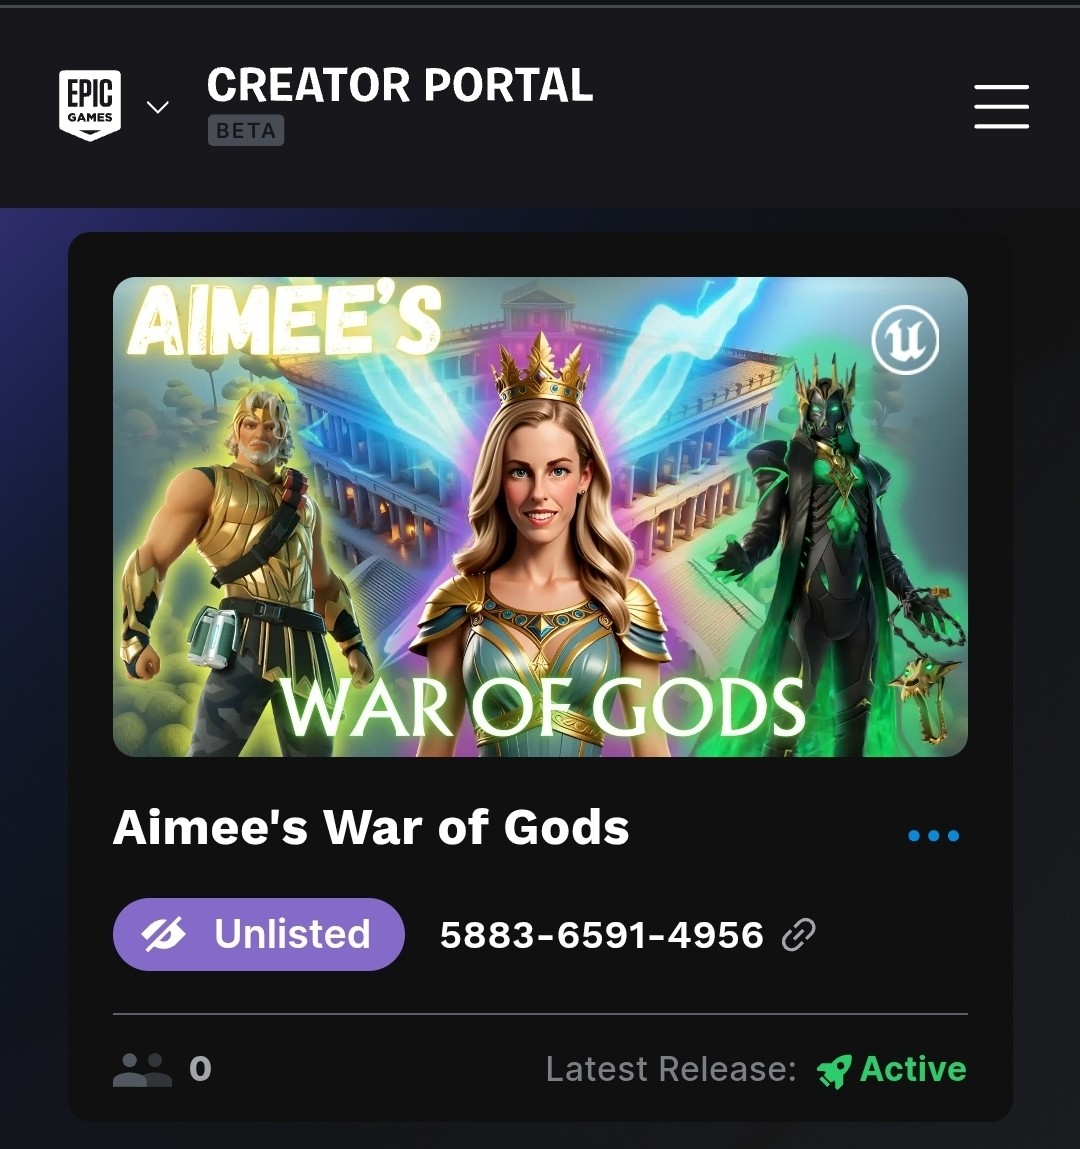 EPIC
GAMES
CREATOR PORTAL
BETA
AIMEE'S
WAR OF GODS
Aimee's War of Gods
Unlisted
5883-6591-4956
0
Latest Release: Active